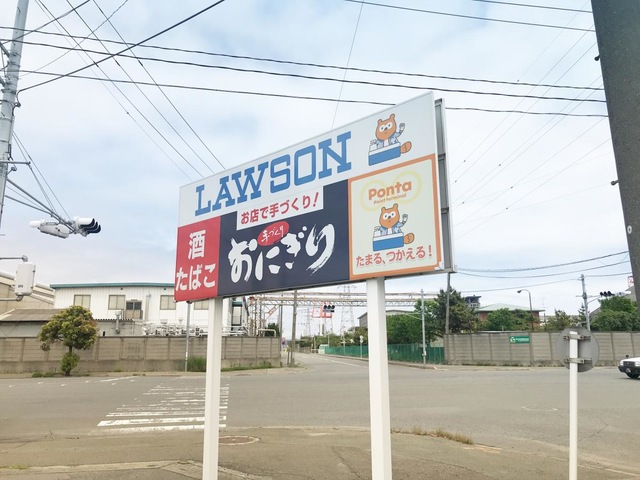 LAWSON
お店で手づくり!
酒
たばこ
手づくり
おにぎり
Ponta
たまる、つかえる!